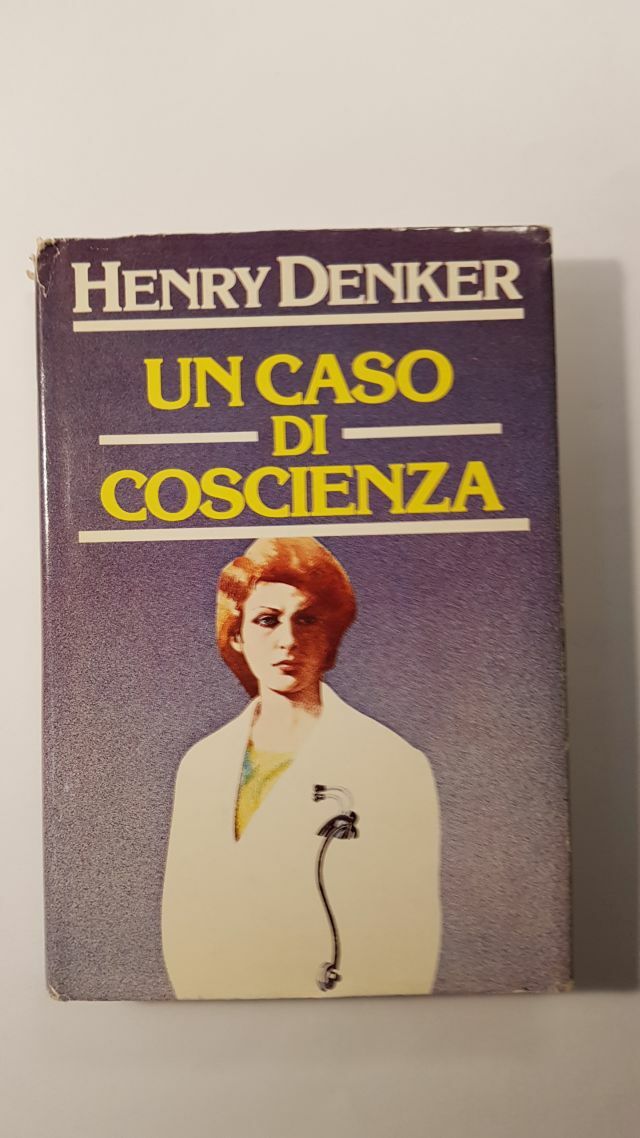 HENRY DENKER
UN CASO
DI
COSCIENZA